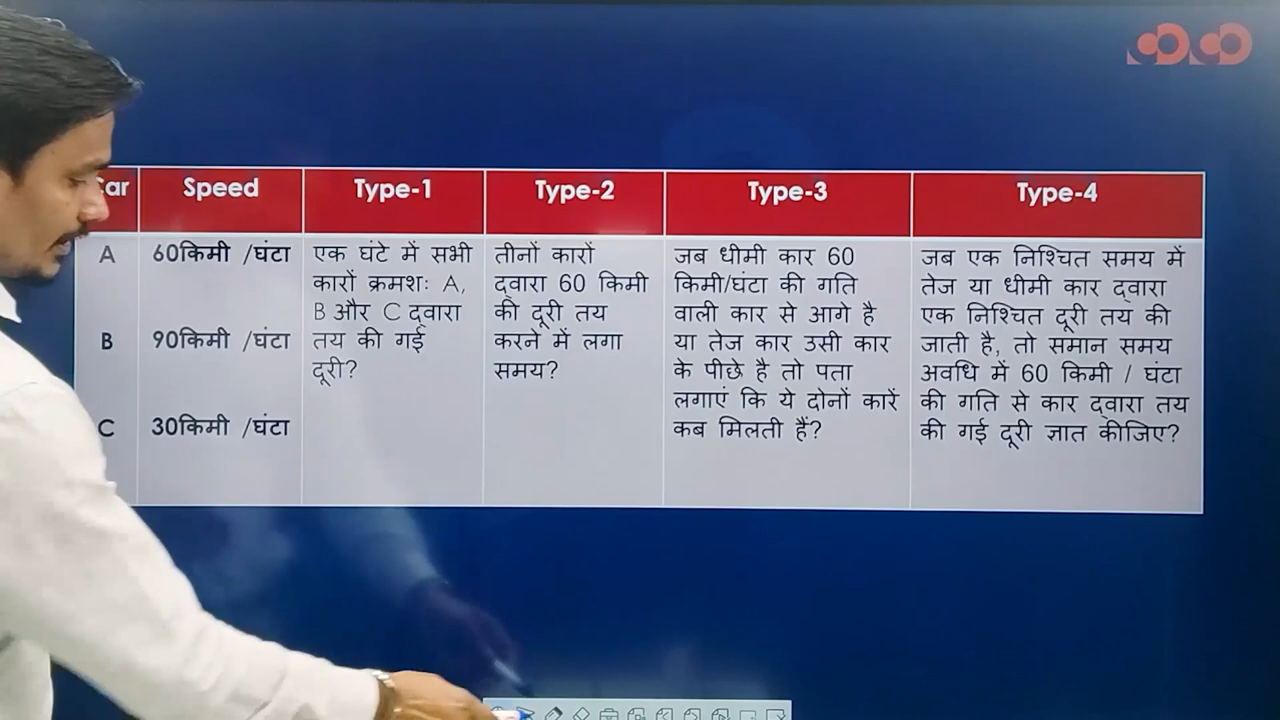 Car Speed Type-1 Type-2 Type-3 Type-4
A 60किमी /घंटा
B 90किमी /घंटा
C 30किमी /घंटा
एक घंटे में सभी
कारों क्रमशः A,
B और C द्वारा
तय की गई
दूरी?
तीनों कारों
द्वारा 60 किमी
की दूरी तय
करने में लगा
समय?
जब धीमी कार 60
किमी/घंटा की गति
वाली कार से आगे है
या तेज कार उसी कार
के पीछे है तो पता
लगाएं कि ये दोनों कारें
कब मिलती हैं?
जब एक निश्चित समय में
तेज या धीमी कार द्वारा
एक निश्चित दूरी तय की
जाती है, तो समान समय
अवधि में 60 किमी / घंटा
की गति से कार द्वारा तय
की गई दूरी ज्ञात कीजिए?